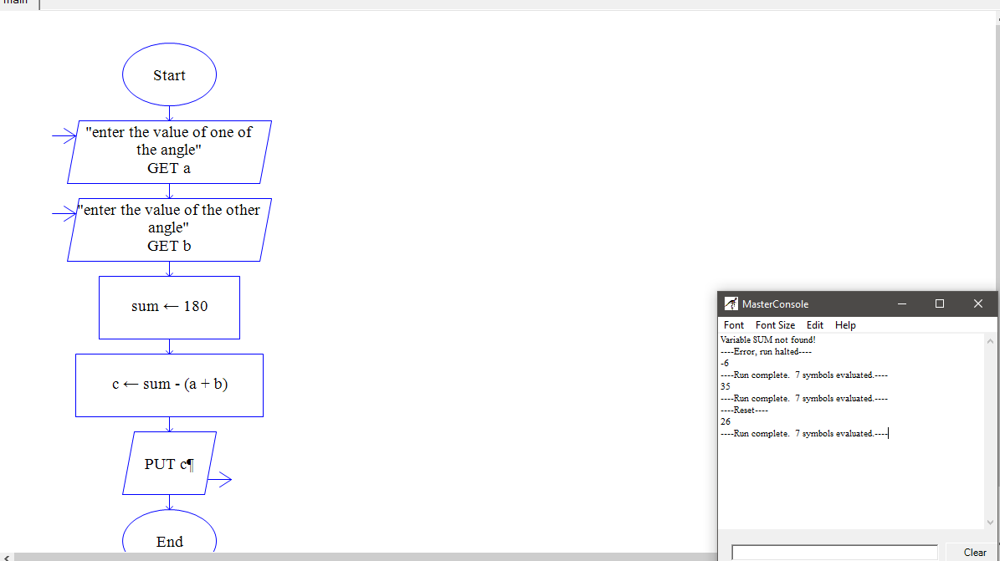 main
Start
"enter the value of one of
the angle"
GET a
"enter the value of the other
angle"
GET b
sum ← 180
c ← sum - (a + b)
PUT c¶
End
MasterConsole
Font Font Size Edit Help
Variable SUM not found!
----Error, run halted----
-6
----Run complete.  7 symbols evaluated.----
35
----Run complete.  7 symbols evaluated.----
----Reset----
26
----Run complete.  7 symbols evaluated.----
Clear